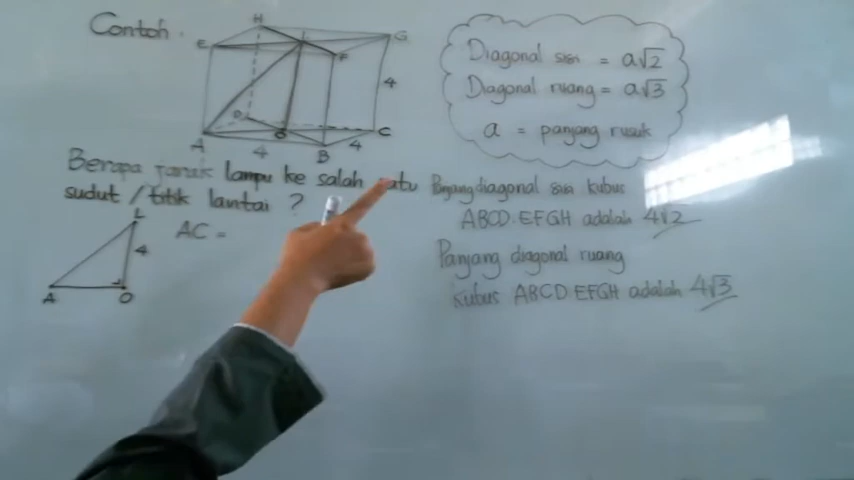 Contoh.
H
E
G
F
4
D
A
O
C
4
B
4
Diagonal sisi = a√2
Diagonal ruang = a√3
a = panjang rusuk
Berapa jarak lampu ke salah satu
sudut / titik lantai ?
L
4
A
O
AC =
Panjang diagonal sisi kubus
ABCD.EFGH adalah 4√2
Panjang diagonal ruang
kubus ABCD.EFGH adalah 4√3